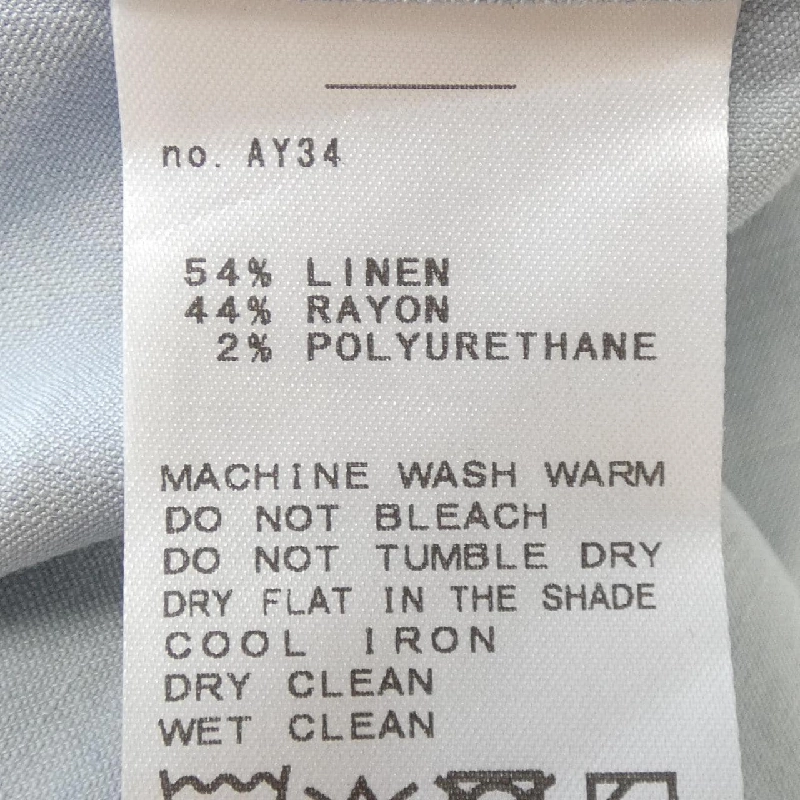 no. AY34
54% LINEN
44% RAYON
2% POLYURETHANE
MACHINE WASH WARM
DO NOT BLEACH
DO NOT TUMBLE DRY
DRY FLAT IN THE SHADE
COOL IRON
DRY CLEAN
WET CLEAN